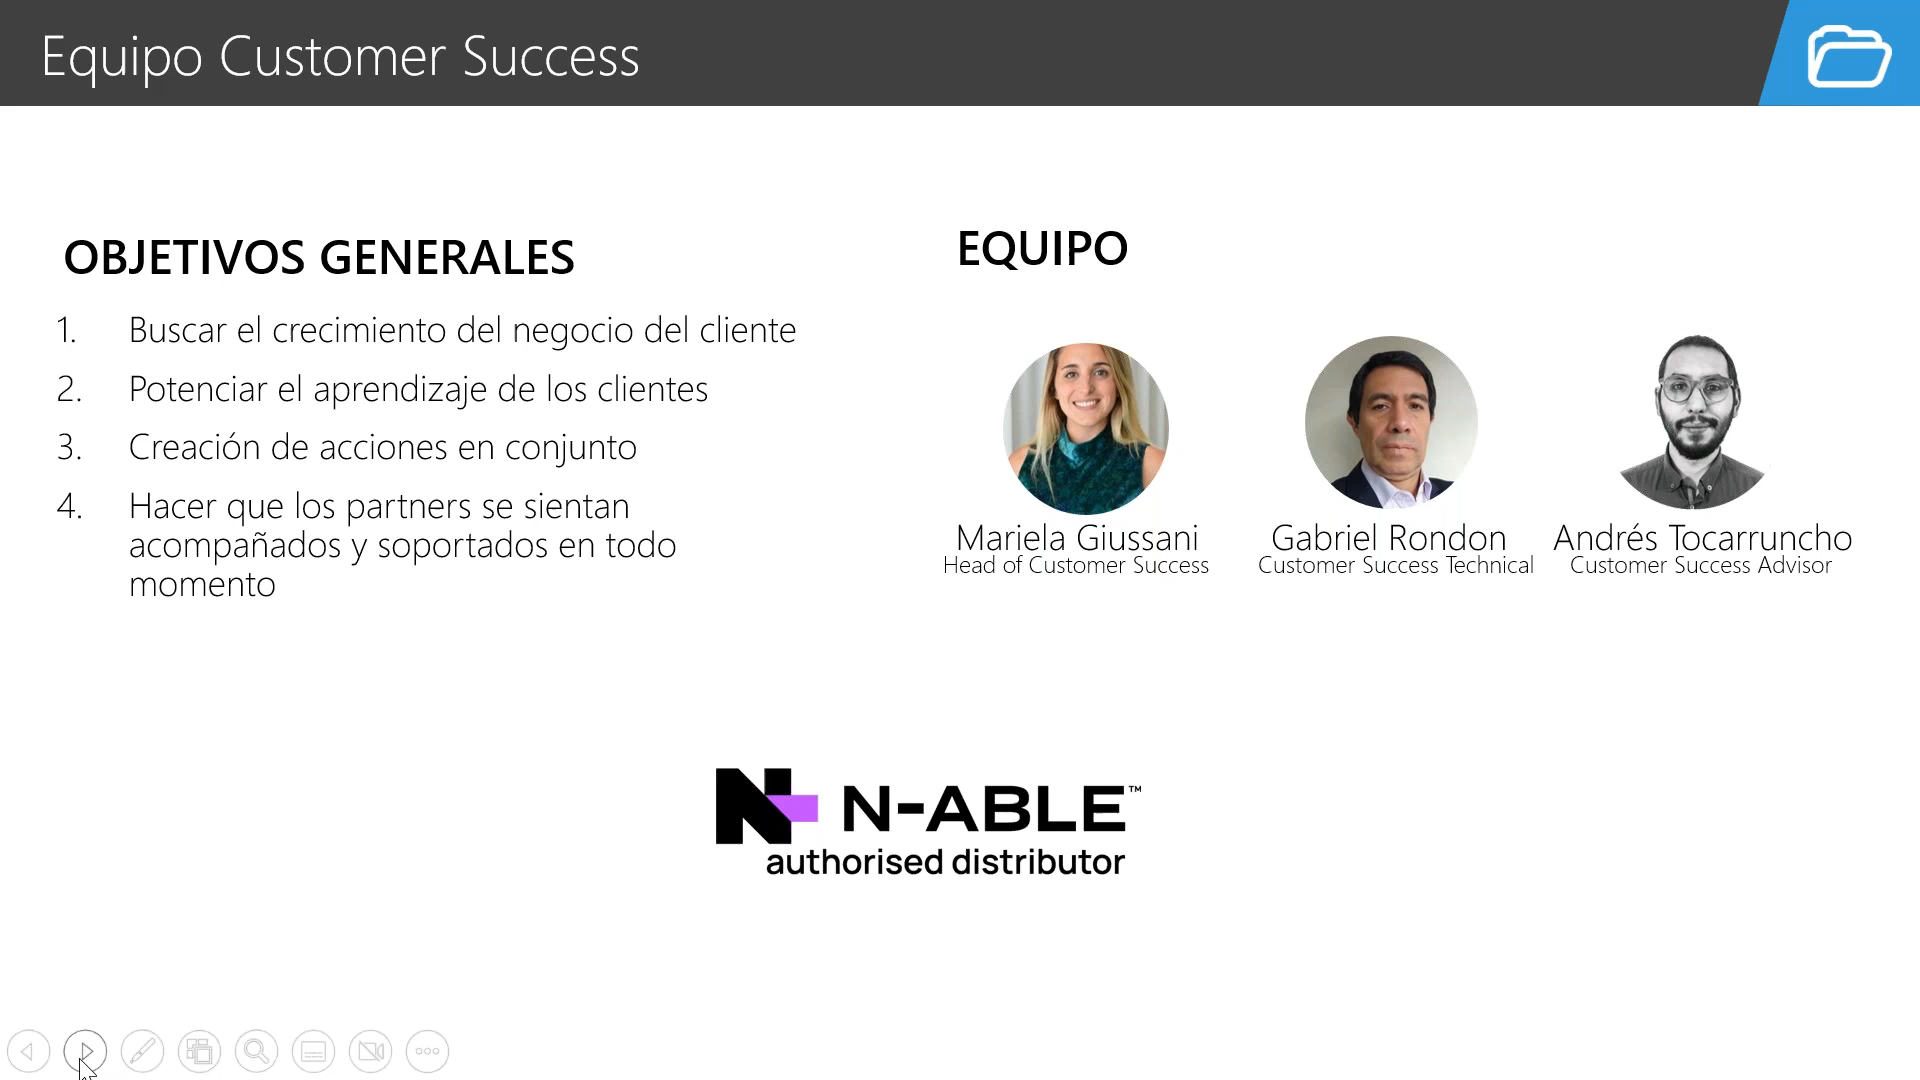 Equipo Customer Success
OBJETIVOS GENERALES
1. Buscar el crecimiento del negocio del cliente
2. Potenciar el aprendizaje de los clientes
3. Creación de acciones en conjunto
4. Hacer que los partners se sientan
acompañados y soportados en todo
momento
EQUIPO
Mariela Giussani
Head of Customer Success
Gabriel Rondon
Customer Success Technical
Andrés Tocarruncho
Customer Success Advisor
N-ABLE™
authorised distributor